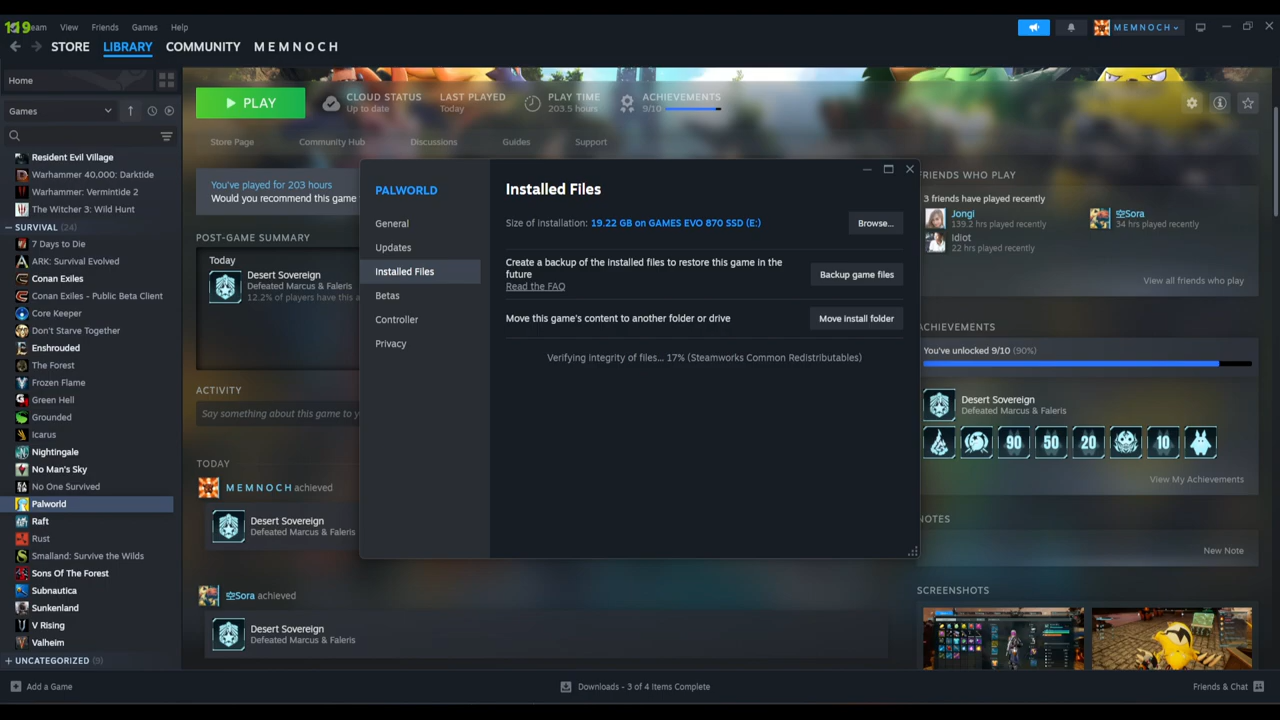 119
eam View Friends Games Help
MEMNOCH
STORE LIBRARY COMMUNITY MEMNOCH
Home
Games
Resident Evil Village
Warhammer 40,000: Darktide
Warhammer: Vermintide 2
The Witcher 3: Wild Hunt
SURVIVAL (24)
7 Days to Die
ARK: Survival Evolved
Conan Exiles
Conan Exiles - Public Beta Client
Core Keeper
Don't Starve Together
Enshrouded
The Forest
Frozen Flame
Green Hell
Grounded
Icarus
Nightingale
No Man's Sky
No One Survived
Palworld
Raft
Rust
Smalland: Survive the Wilds
Sons Of The Forest
Subnautica
Sunkenland
V Rising
Valheim
UNCATEGORIZED (9)
PLAY
CLOUD STATUS
Up to date
LAST PLAYED
Today
PLAY TIME
203.5 hours
ACHIEVEMENTS
9/10
Store Page Community Hub Discussions Guides Support
You've played for 203 hours
Would you recommend this game
POST-GAME SUMMARY
Today
Desert Sovereign
Defeated Marcus & Faleris
12.2% of players have this a
ACTIVITY
Say something about this game to y
TODAY
MEMNOCH achieved
Desert Sovereign
Defeated Marcus & Faleris
空Sora achieved
Desert Sovereign
Defeated Marcus & Faleris
PALWORLD
General
Updates
Installed Files
Betas
Controller
Privacy
Installed Files
Size of installation: 19.22 GB on GAMES EVO 870 SSD (E:)
Browse...
Create a backup of the installed files to restore this game in the
future
Read the FAQ
Backup game files
Move this game's content to another folder or drive
Move install folder
Verifying integrity of files... 17% (Steamworks Common Redistributables)
RIENDS WHO PLAY
3 friends have played recently
Jongi
139.2 hrs played recently
空Sora
34 hrs played recently
Idiot
22 hrs played recently
View all friends who play
ACHIEVEMENTS
You've unlocked 9/10 (90%)
Desert Sovereign
Defeated Marcus & Faleris
90 50 20 10
View My Achievements
NOTES
New Note
SCREENSHOTS
Add a Game
Downloads - 3 of 4 Items Complete
Friends & Chat